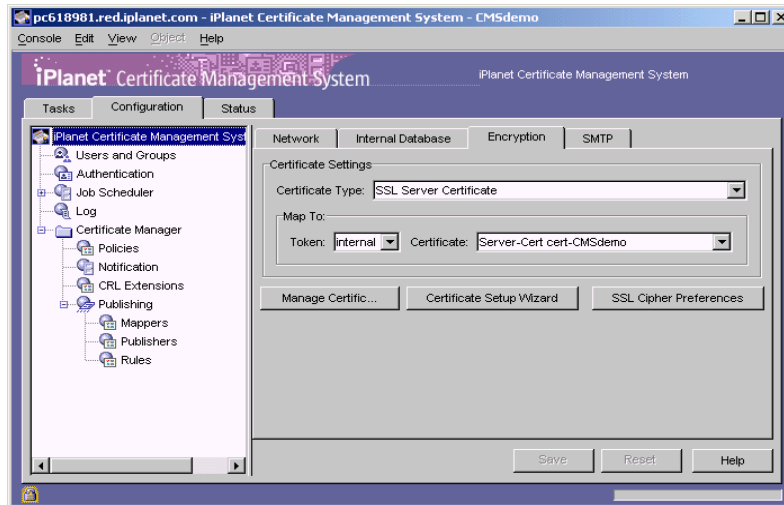 pc618981.red.iplanet.com - iPlanet Certificate Management System - CMSdemo
Console Edit View Object Help
iPlanet Certificate Management System
iPlanet Certificate Management System
Tasks Configuration Status
iPlanet Certificate Management Syst
Users and Groups
Authentication
Job Scheduler
Log
Certificate Manager
Policies
Notification
CRL Extensions
Publishing
Mappers
Publishers
Rules
Network Internal Database Encryption SMTP
Certificate Settings
Certificate Type: SSL Server Certificate
Map To:
Token: internal Certificate: Server-Cert cert-CMSdemo
Manage Certific... Certificate Setup Wizard SSL Cipher Preferences
Save Reset Help